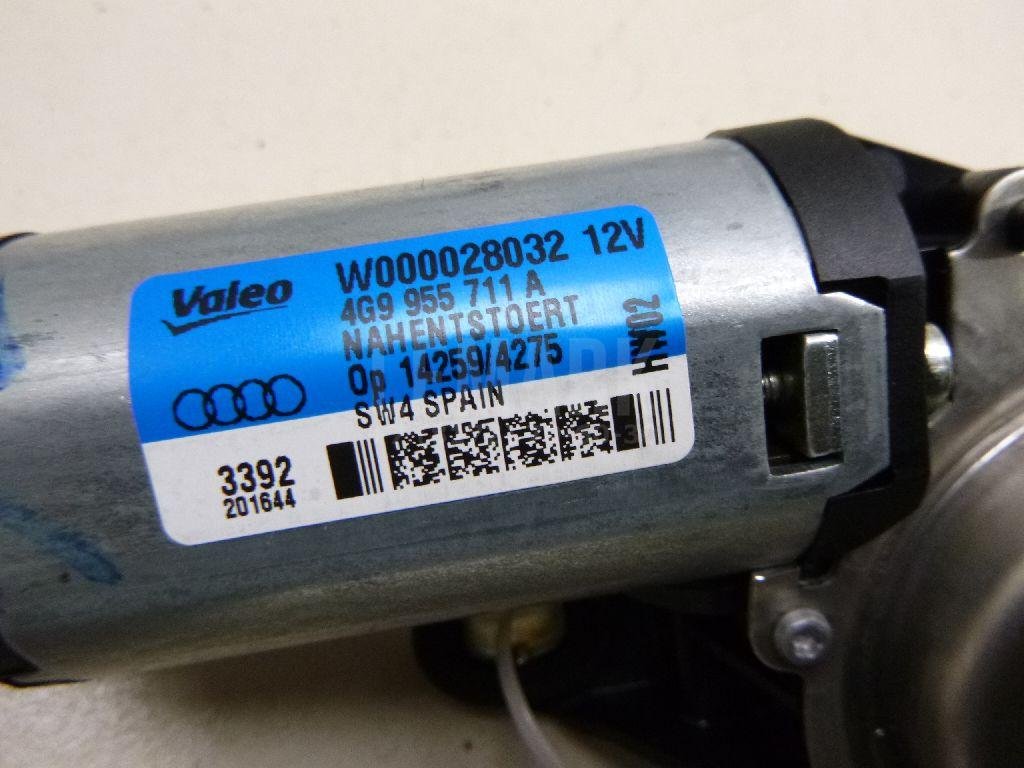 Valeo
W000028032 12V
4G9 955 711 A
NAHENTSTOERT
Op 14259/4275
SW4 SPAIN
HW02
3392
201644